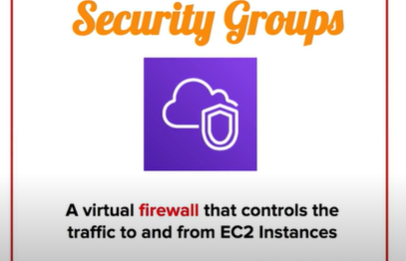 Security Groups
A virtual firewall that controls the
traffic to and from EC2 Instances